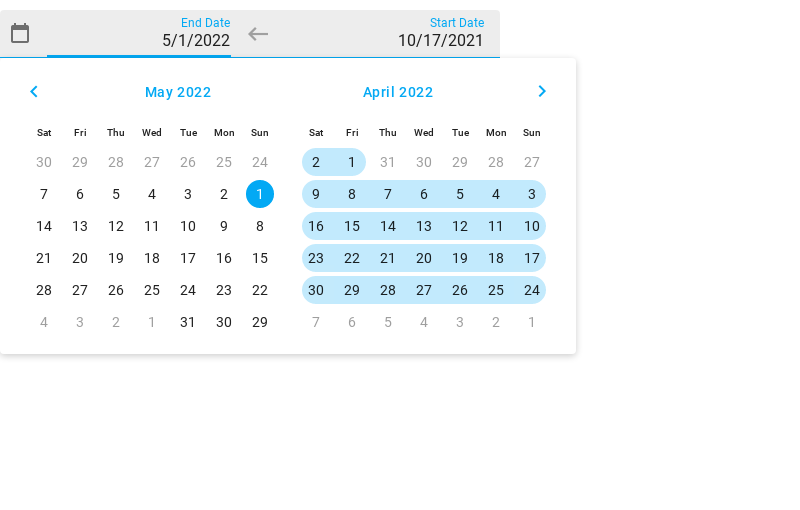 End Date Start Date
5/1/2022 10/17/2021
May 2022 April 2022
Sat Fri Thu Wed Tue Mon Sun Sat Fri Thu Wed Tue Mon Sun
30 29 28 27 26 25 24 2 1 31 30 29 28 27
7 6 5 4 3 2 1 9 8 7 6 5 4 3
14 13 12 11 10 9 8 16 15 14 13 12 11 10
21 20 19 18 17 16 15 23 22 21 20 19 18 17
28 27 26 25 24 23 22 30 29 28 27 26 25 24
4 3 2 1 31 30 29 7 6 5 4 3 2 1